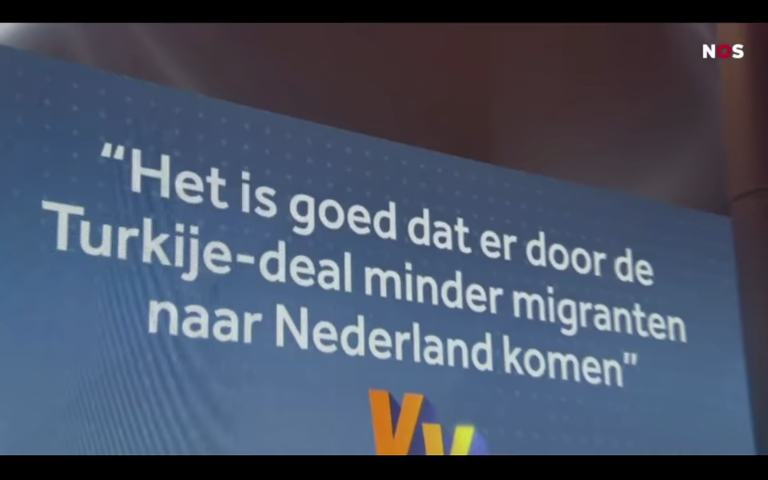 NOS
“Het is goed dat er door de
Turkije-deal minder migranten
naar Nederland komen”